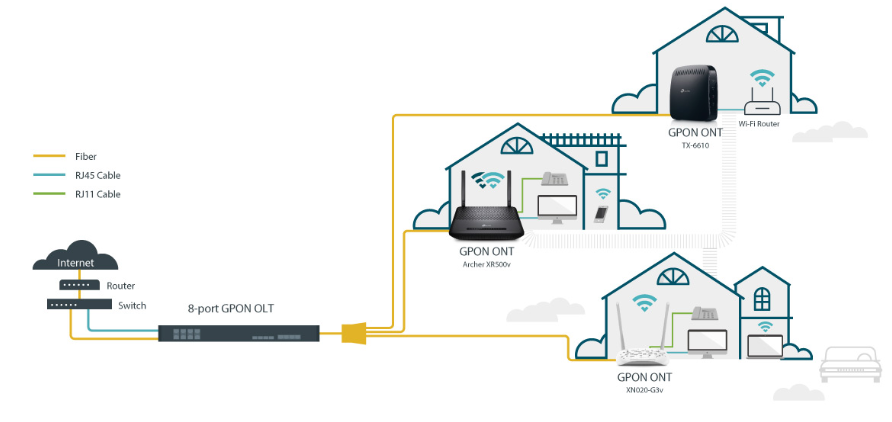 GPON ONT
TX-6610
Wi-Fi Router
Fiber
RJ45 Cable
RJ11 Cable
GPON ONT
Archer XR500v
Internet
Router
Switch
8-port GPON OLT
GPON ONT
XN020-G3v